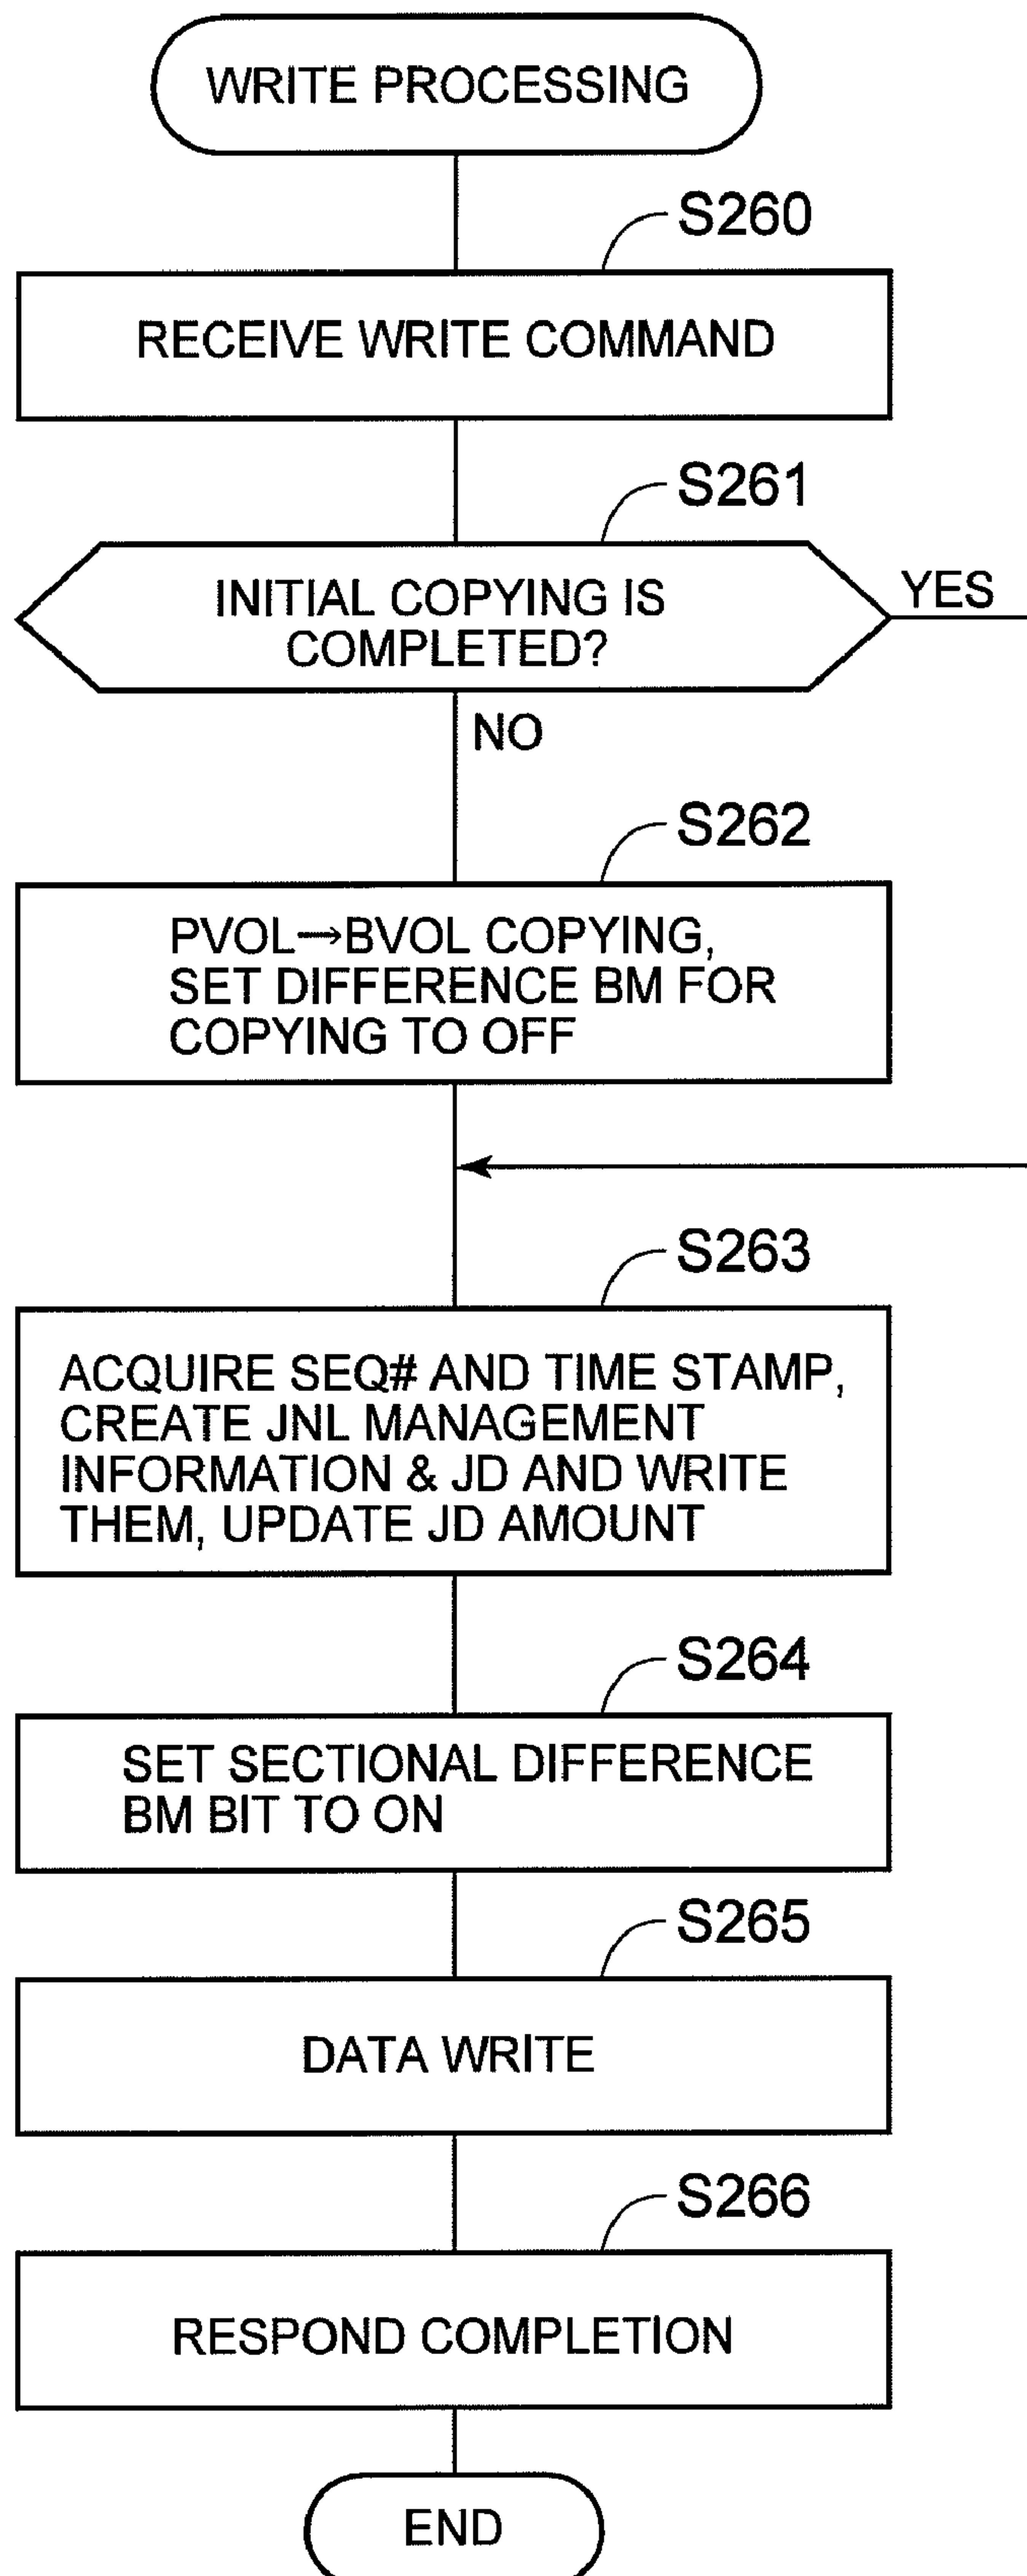 WRITE PROCESSING
S260
RECEIVE WRITE COMMAND
S261
INITIAL COPYING IS
COMPLETED?
YES
NO
S262
PVOL→BVOL COPYING,
SET DIFFERENCE BM FOR
COPYING TO OFF
S263
ACQUIRE SEQ# AND TIME STAMP,
CREATE JNL MANAGEMENT
INFORMATION & JD AND WRITE
THEM, UPDATE JD AMOUNT
S264
SET SECTIONAL DIFFERENCE
BM BIT TO ON
S265
DATA WRITE
S266
RESPOND COMPLETION
END